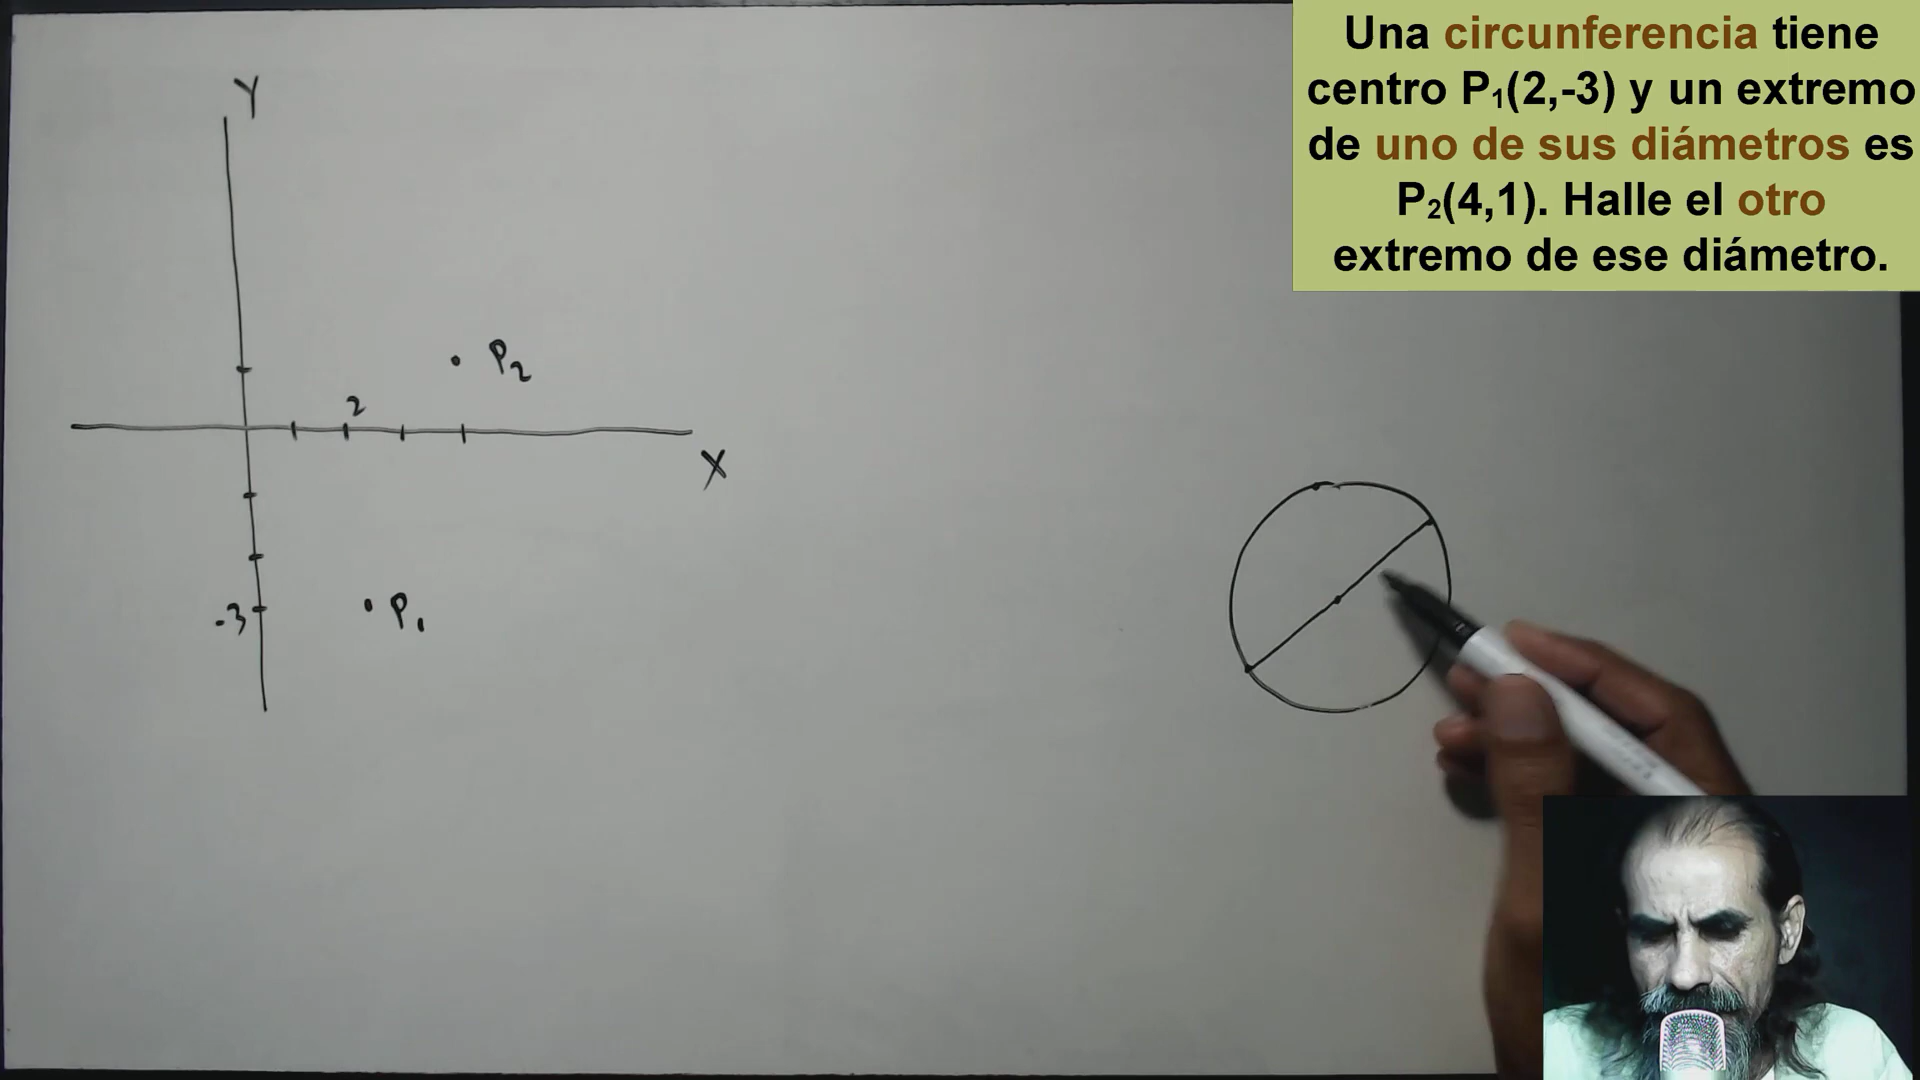 Una circunferencia tiene
centro P₁(2,-3) y un extremo
de uno de sus diámetros es
P₂(4,1). Halle el otro
extremo de ese diámetro.
Y
P₂
2
X
-3
P₁